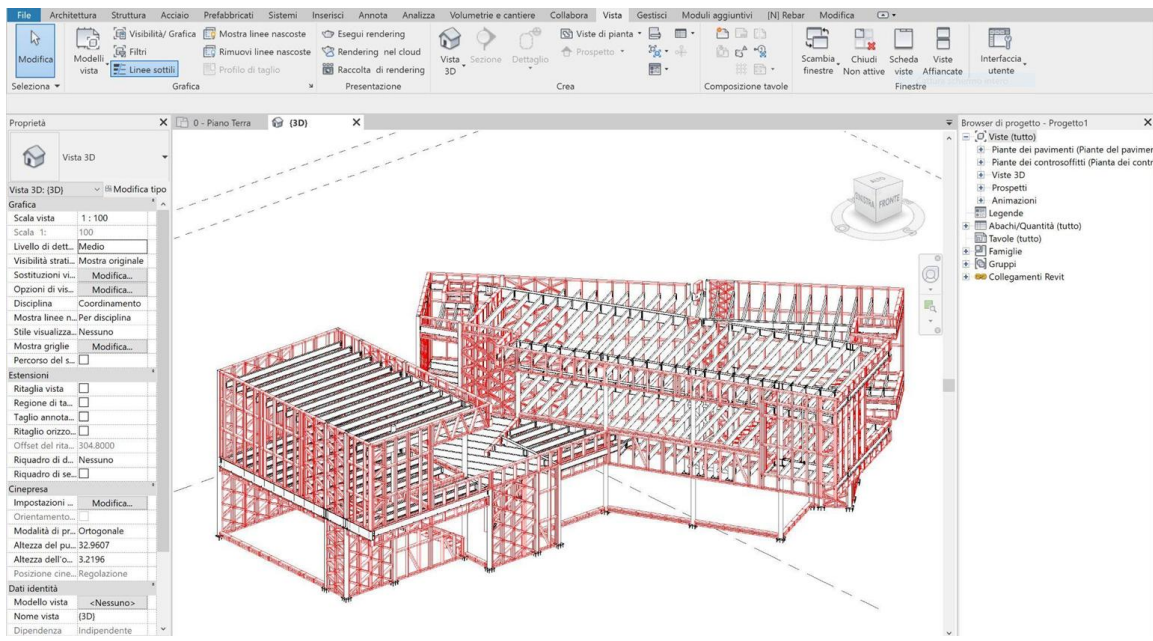 File Architettura Struttura Acciaio Prefabbricati Sistemi Inserisci Annota Analizza Volumetrie e cantiere Collabora Vista Gestisci Moduli aggiuntivi |N| Rebar Modifica
Modifica
Modelli vista
Visibilità/ Grafica
Filtri
Linee sottili
Mostra linee nascoste
Rimuovi linee nascoste
Profilo di taglio
Esegui rendering
Rendering nel cloud
Raccolta di rendering
Vista 3D
Sezione
Dettaglio
Viste di pianta
Prospetto
Scambia finestre
Chiudi Non attive
Scheda viste
Viste Affiancate
Interfaccia utente
Seleziona Grafica Presentazione Crea Composizione tavole Finestre
Proprietà
0 - Piano Terra
{3D}
Browser di progetto - Progetto1
Vista 3D
Vista 3D: {3D} Modifica tipo
Grafica
Scala vista 1 : 100
Scala 1: 100
Livello di dett... Medio
Visibilità strati... Mostra originale
Sostituzioni vi... Modifica...
Opzioni di vis... Modifica...
Disciplina Coordinamento
Mostra linee n... Per disciplina
Stile visualizza... Nessuno
Mostra griglie Modifica...
Percorso del s...
Estensioni
Ritaglia vista
Regione di ta...
Taglio annota...
Ritaglio orizzo...
Offset del rita... 304.8000
Riquadro di d... Nessuno
Riquadro di se...
Cinepresa
Impostazioni ... Modifica...
Orientamento...
Modalità di pr... Ortogonale
Altezza del pu... 32.9607
Altezza dell'o... 3.2196
Posizione cine... Regolazione
Dati identità
Modello vista <Nessuno>
Nome vista {3D}
Dipendenza Indipendente
FRONTE
Viste (tutto)
Piante dei pavimenti (Piante del pavimen
Piante dei controsoffitti (Pianta dei contr
Viste 3D
Prospetti
Animazioni
Legende
Abachi/Quantità (tutto)
Tavole (tutto)
Famiglie
Gruppi
Collegamenti Revit